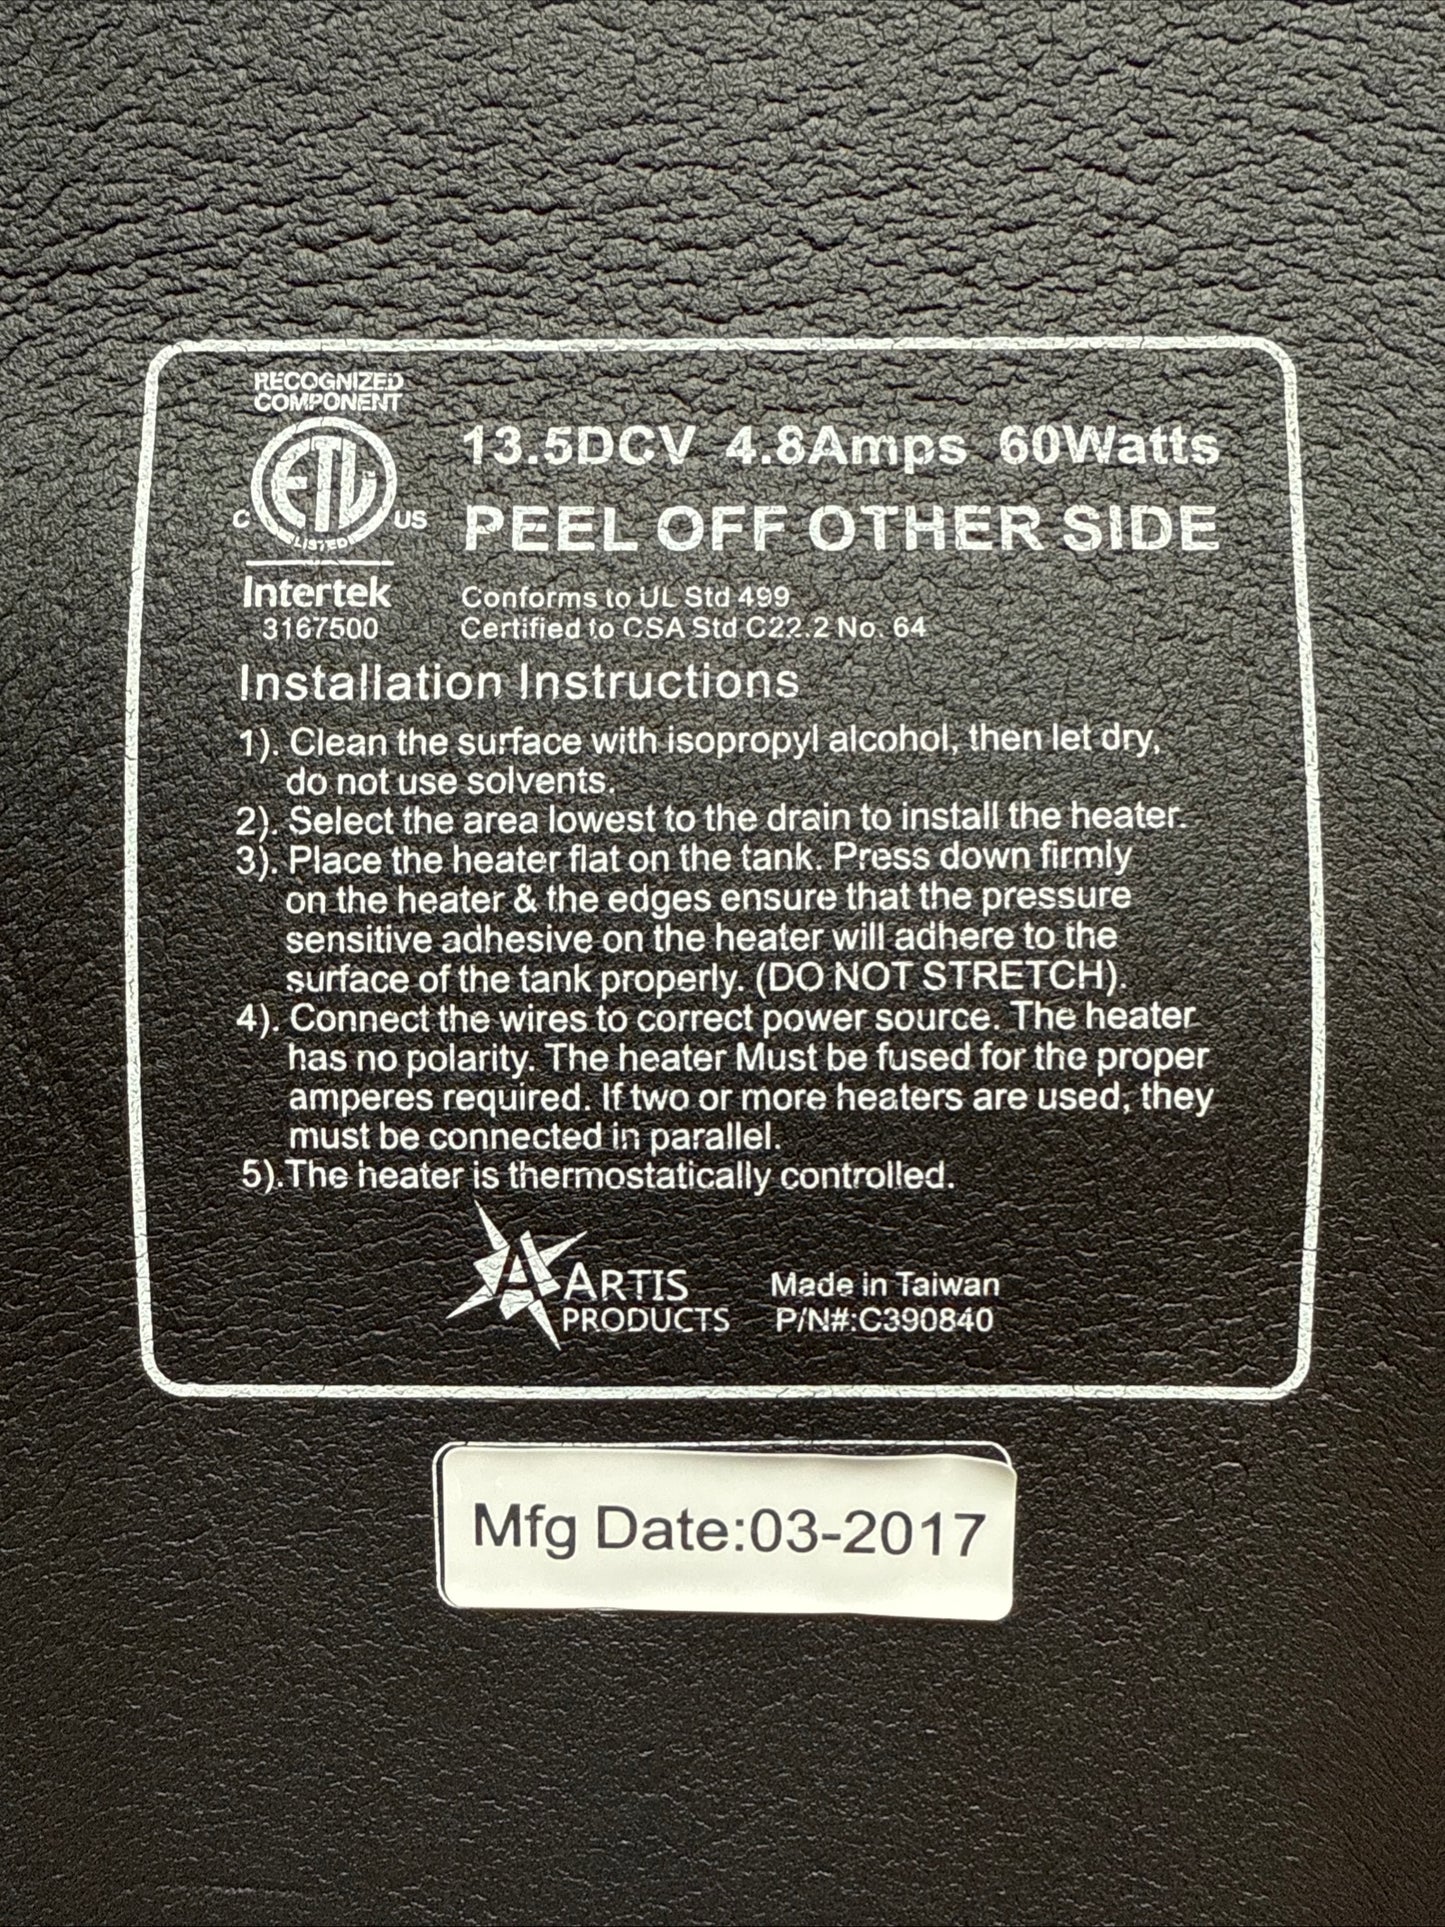 RECOGNIZED
COMPONENT
ETL™
C US
LISTED
Intertek
3167500
13.5DCV 4.8Amps 60Watts
PEEL OFF OTHER SIDE
Conforms to UL Std 499
Certified to CSA Std C22.2 No. 64
Installation Instructions
1). Clean the surface with isopropyl alcohol, then let dry,
do not use solvents.
2). Select the area lowest to the drain to install the heater.
3). Place the heater flat on the tank. Press down firmly
on the heater & the edges ensure that the pressure
sensitive adhesive on the heater will adhere to the
surface of the tank properly. (DO NOT STRETCH).
4). Connect the wires to correct power source. The heater
has no polarity. The heater Must be fused for the proper
amperes required. If two or more heaters are used, they
must be connected in parallel.
5).The heater is thermostatically controlled.
A ARTIS
PRODUCTS
Made in Taiwan
P/N#:C390840
Mfg Date:03-2017